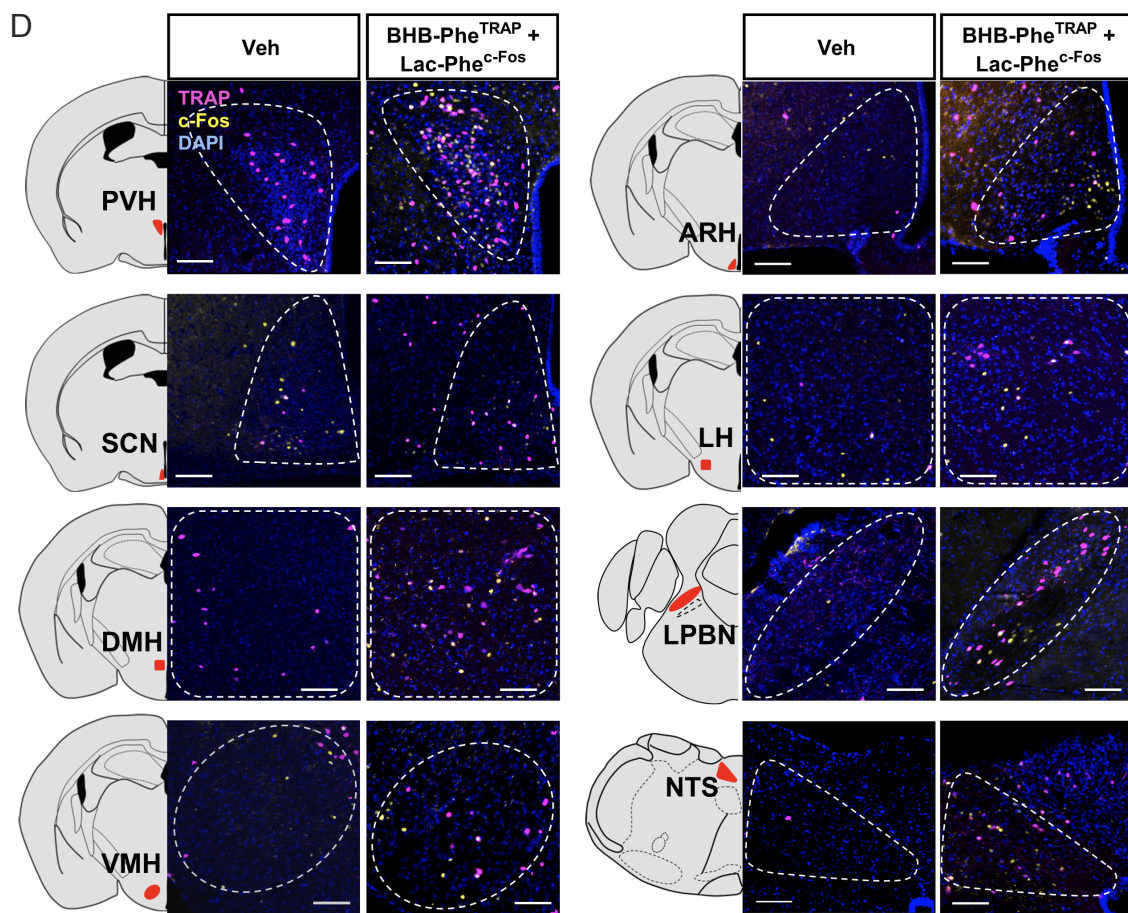 D
Veh
BHB-Phe^TRAP +
Lac-Phe^c-Fos
Veh
BHB-Phe^TRAP +
Lac-Phe^c-Fos
TRAP
c-Fos
DAPI
PVH
ARH
SCN
LH
DMH
LPBN
VMH
NTS